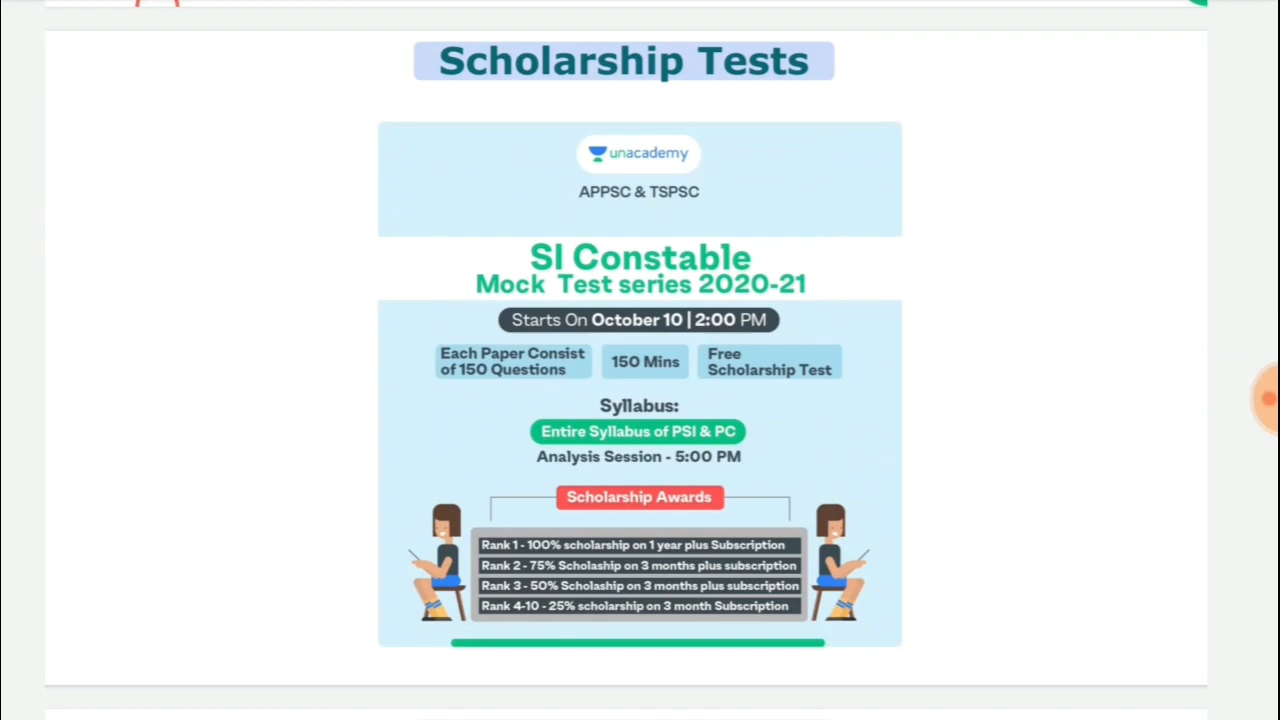 Scholarship Tests
unacademy
APPSC & TSPSC
SI Constable
Mock Test series 2020-21
Starts On October 10 | 2:00 PM
Each Paper Consist
of 150 Questions
150 Mins
Free
Scholarship Test
Syllabus:
Entire Syllabus of PSI & PC
Analysis Session - 5:00 PM
Scholarship Awards
Rank 1 - 100% scholarship on 1 year plus Subscription
Rank 2 - 75% Scholaship on 3 months plus subscription
Rank 3 - 50% Scholaship on 3 months plus subscription
Rank 4-10 - 25% scholarship on 3 month Subscription